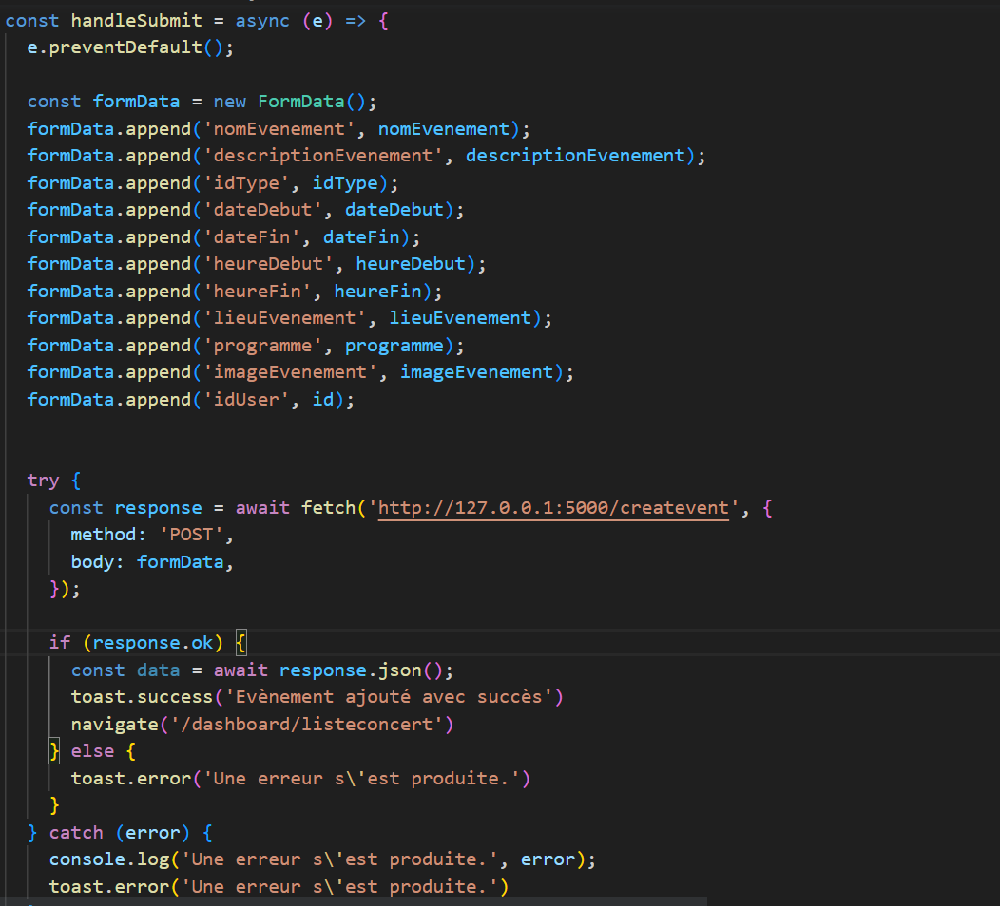 const handleSubmit = async (e) => {
e.preventDefault();
const formData = new FormData();
formData.append('nomEvenement', nomEvenement);
formData.append('descriptionEvenement', descriptionEvenement);
formData.append('idType', idType);
formData.append('dateDebut', dateDebut);
formData.append('dateFin', dateFin);
formData.append('heureDebut', heureDebut);
formData.append('heureFin', heureFin);
formData.append('lieuEvenement', lieuEvenement);
formData.append('programme', programme);
formData.append('imageEvenement', imageEvenement);
formData.append('idUser', id);
try {
const response = await fetch('http://127.0.0.1:5000/createvent', {
method: 'POST',
body: formData,
});
if (response.ok) {
const data = await response.json();
toast.success('Evènement ajouté avec succès')
navigate('/dashboard/listeconcert')
} else {
toast.error('Une erreur s\'est produite.')
}
} catch (error) {
console.log('Une erreur s\'est produite.', error);
toast.error('Une erreur s\'est produite.')